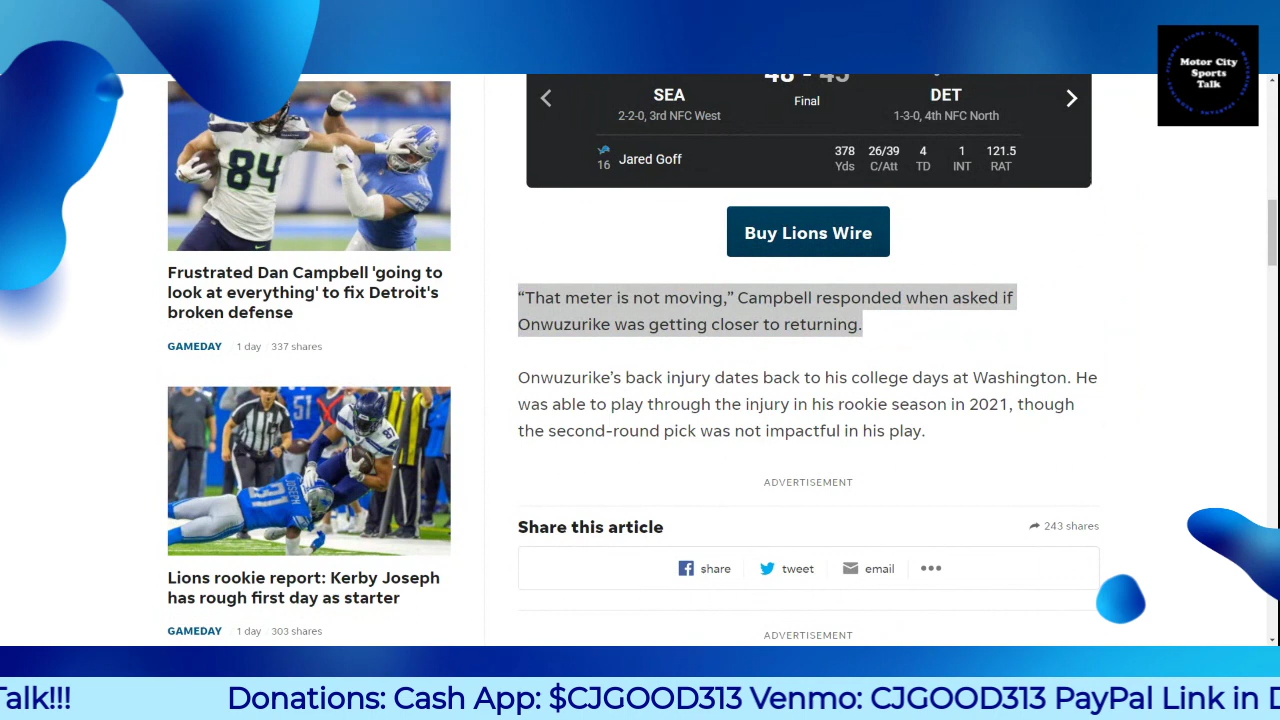 Motor City
Sports
Talk
48 - 45
SEA
Final
DET
2-2-0, 3rd NFC West
1-3-0, 4th NFC North
16 Jared Goff
378 26/39 4 1 121.5
Yds C/Att TD INT RAT
Buy Lions Wire
84
Frustrated Dan Campbell 'going to
look at everything' to fix Detroit's
broken defense
GAMEDAY 1 day 337 shares
“That meter is not moving,” Campbell responded when asked if
Onwuzurike was getting closer to returning.
Onwuzurike’s back injury dates back to his college days at Washington. He
was able to play through the injury in his rookie season in 2021, though
the second-round pick was not impactful in his play.
ADVERTISEMENT
51
87
JOSEPH
31
Share this article
243 shares
share tweet email
Lions rookie report: Kerby Joseph
has rough first day as starter
GAMEDAY 1 day 303 shares
ADVERTISEMENT
Talk!!! Donations: Cash App: $CJGOOD313 Venmo: CJGOOD313 PayPal Link in D